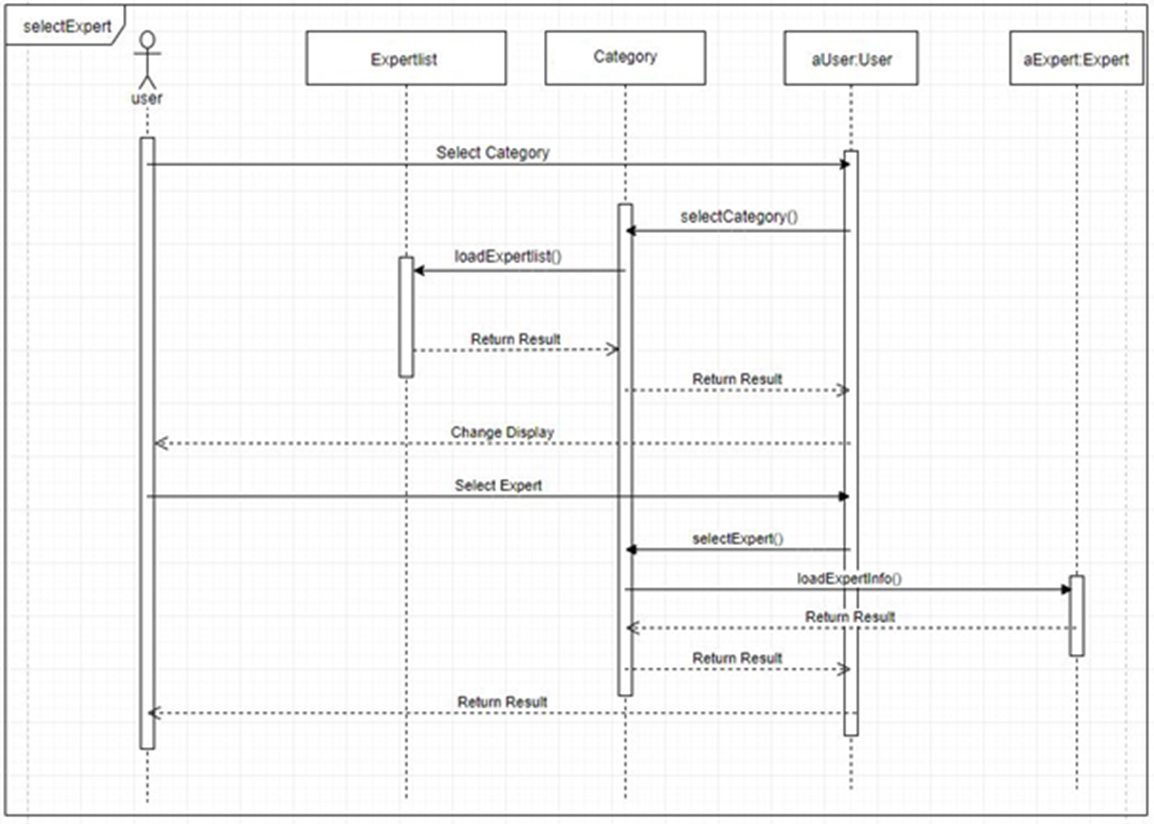 selectExpert
user
Expertlist
Category
aUser:User
aExpert:Expert
Select Category
selectCategory()
loadExpertlist()
Return Result
Return Result
Change Display
Select Expert
selectExpert()
loadExpertInfo()
Return Result
Return Result
Return Result